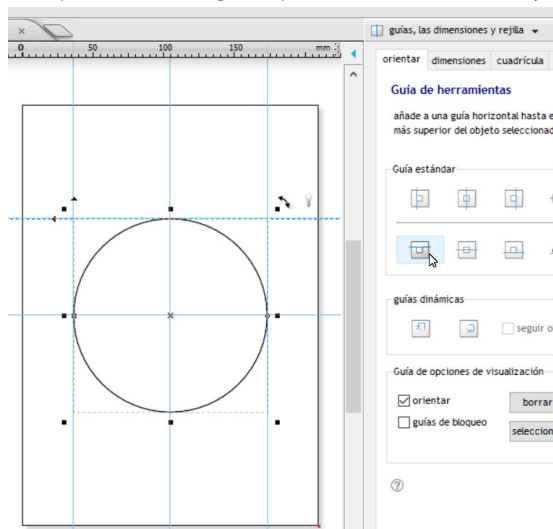 guías, las dimensiones y rejilla
0 50 100 150 mm
orientar dimensiones cuadrícula
Guía de herramientas
añade a una guía horizontal hasta e
más superior del objeto seleccionad
Guía estándar
guías dinámicas
seguir o
Guía de opciones de visualización
orientar borrar
guías de bloqueo
seleccion